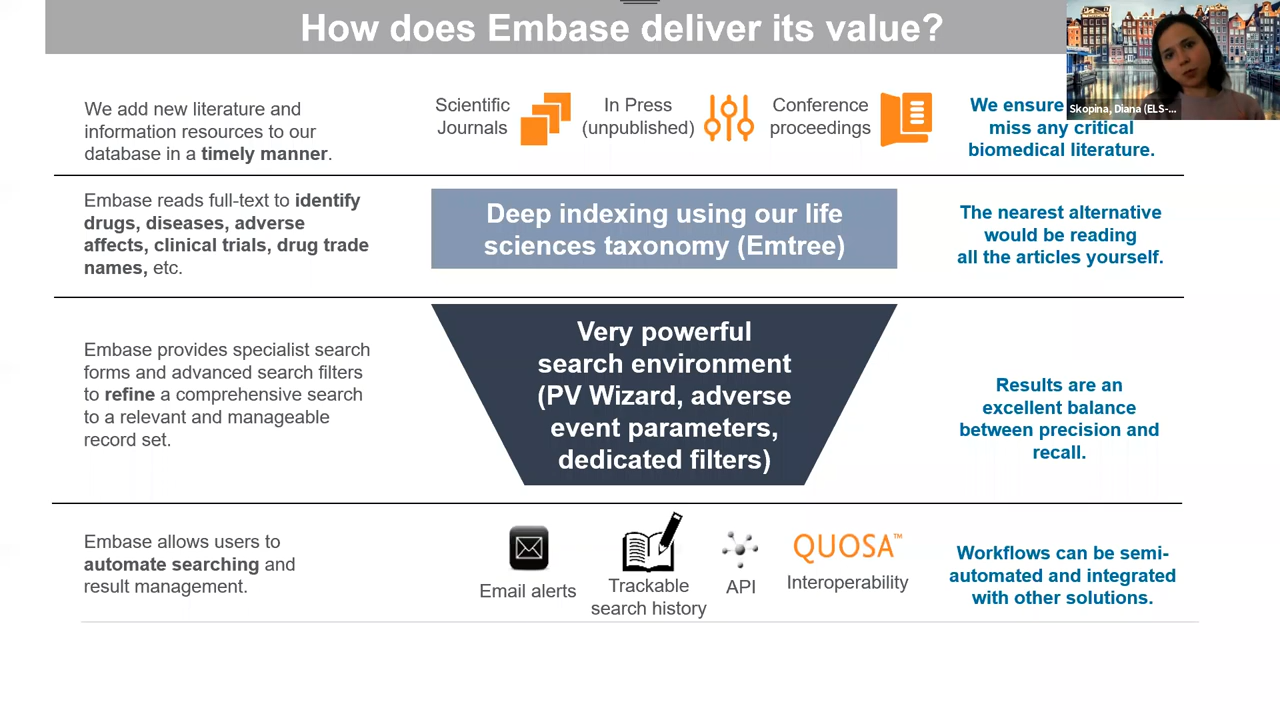 How does Embase deliver its value?
We add new literature and
information resources to our
database in a timely manner.
Scientific
Journals
In Press
(unpublished)
Conference
proceedings
We ensure
miss any critical
biomedical literature.
Skopina, Diana (ELS-...
Embase reads full-text to identify
drugs, diseases, adverse
affects, clinical trials, drug trade
names, etc.
Deep indexing using our life
sciences taxonomy (Emtree)
The nearest alternative
would be reading
all the articles yourself.
Embase provides specialist search
forms and advanced search filters
to refine a comprehensive search
to a relevant and manageable
record set.
Very powerful
search environment
(PV Wizard, adverse
event parameters,
dedicated filters)
Results are an
excellent balance
between precision and
recall.
Embase allows users to
automate searching and
result management.
Email alerts
Trackable
search history
API
QUOSA™
Interoperability
Workflows can be semi-
automated and integrated
with other solutions.